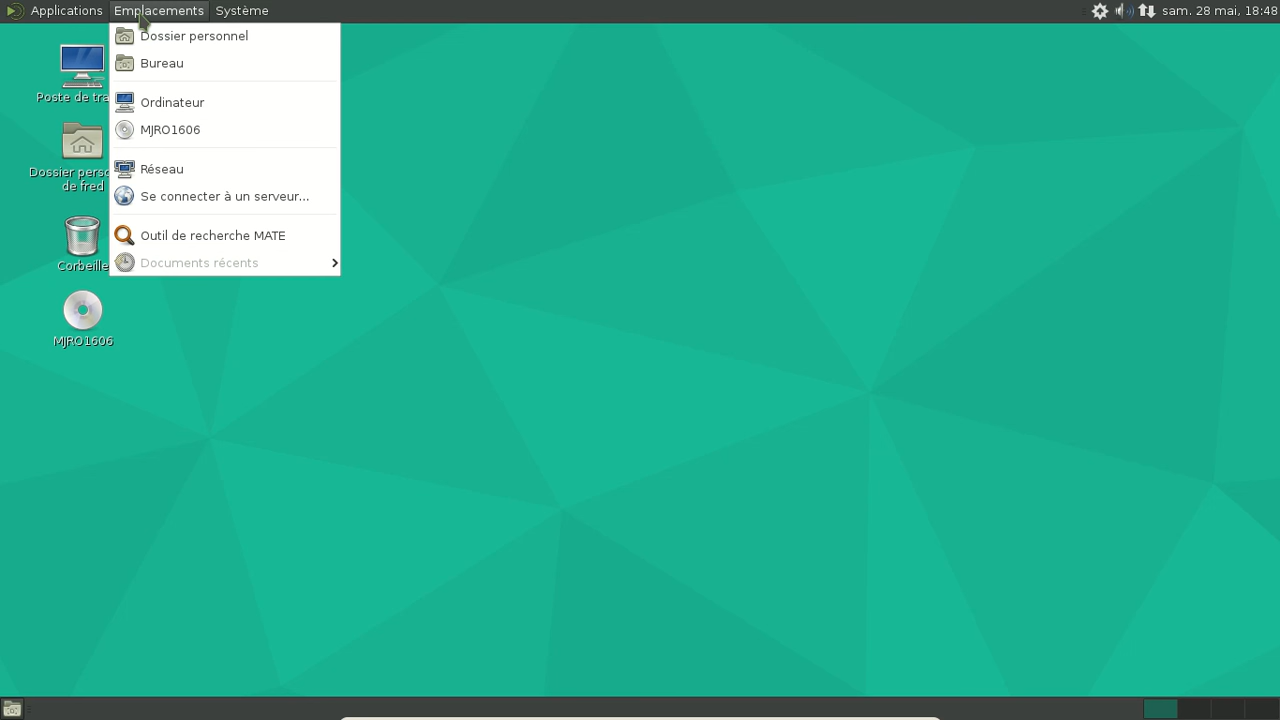 Applications Emplacements Système sam. 28 mai, 18:48
Dossier personnel
Bureau
Ordinateur
MJRO1606
Réseau
Se connecter à un serveur...
Outil de recherche MATE
Documents récents
Poste de tra
Dossier perso
de fred
Corbeille
MJRO1606